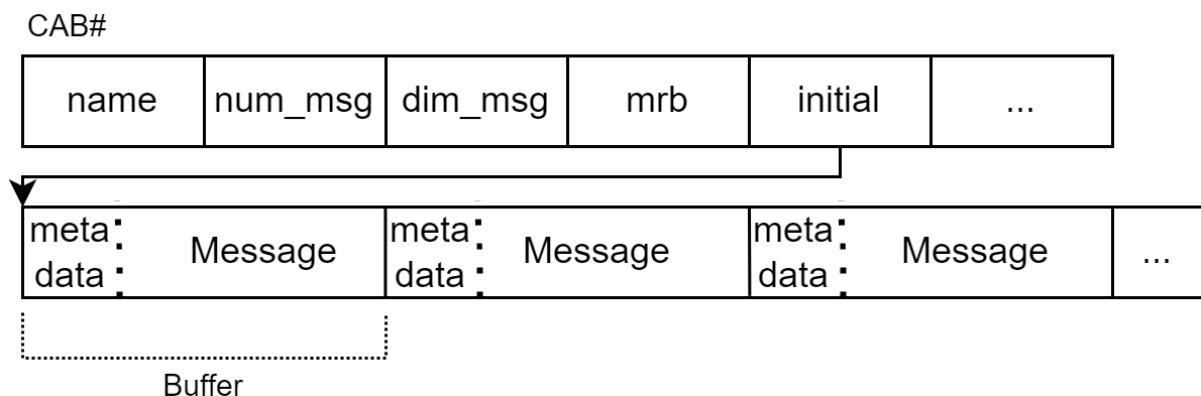 CAB#
name num_msg dim_msg mrb initial ...
meta data Message meta data Message meta data Message ...
Buffer